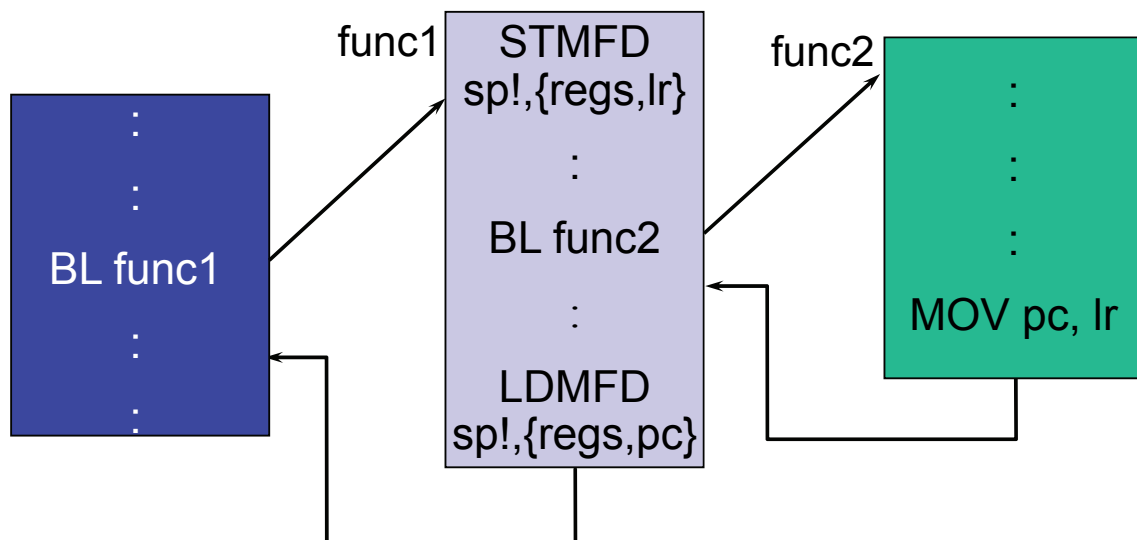 :
:
BL func1
:
:
func1
STMFD
sp!,{regs,lr}
:
BL func2
:
LDMFD
sp!,{regs,pc}
func2
:
:
:
MOV pc, lr